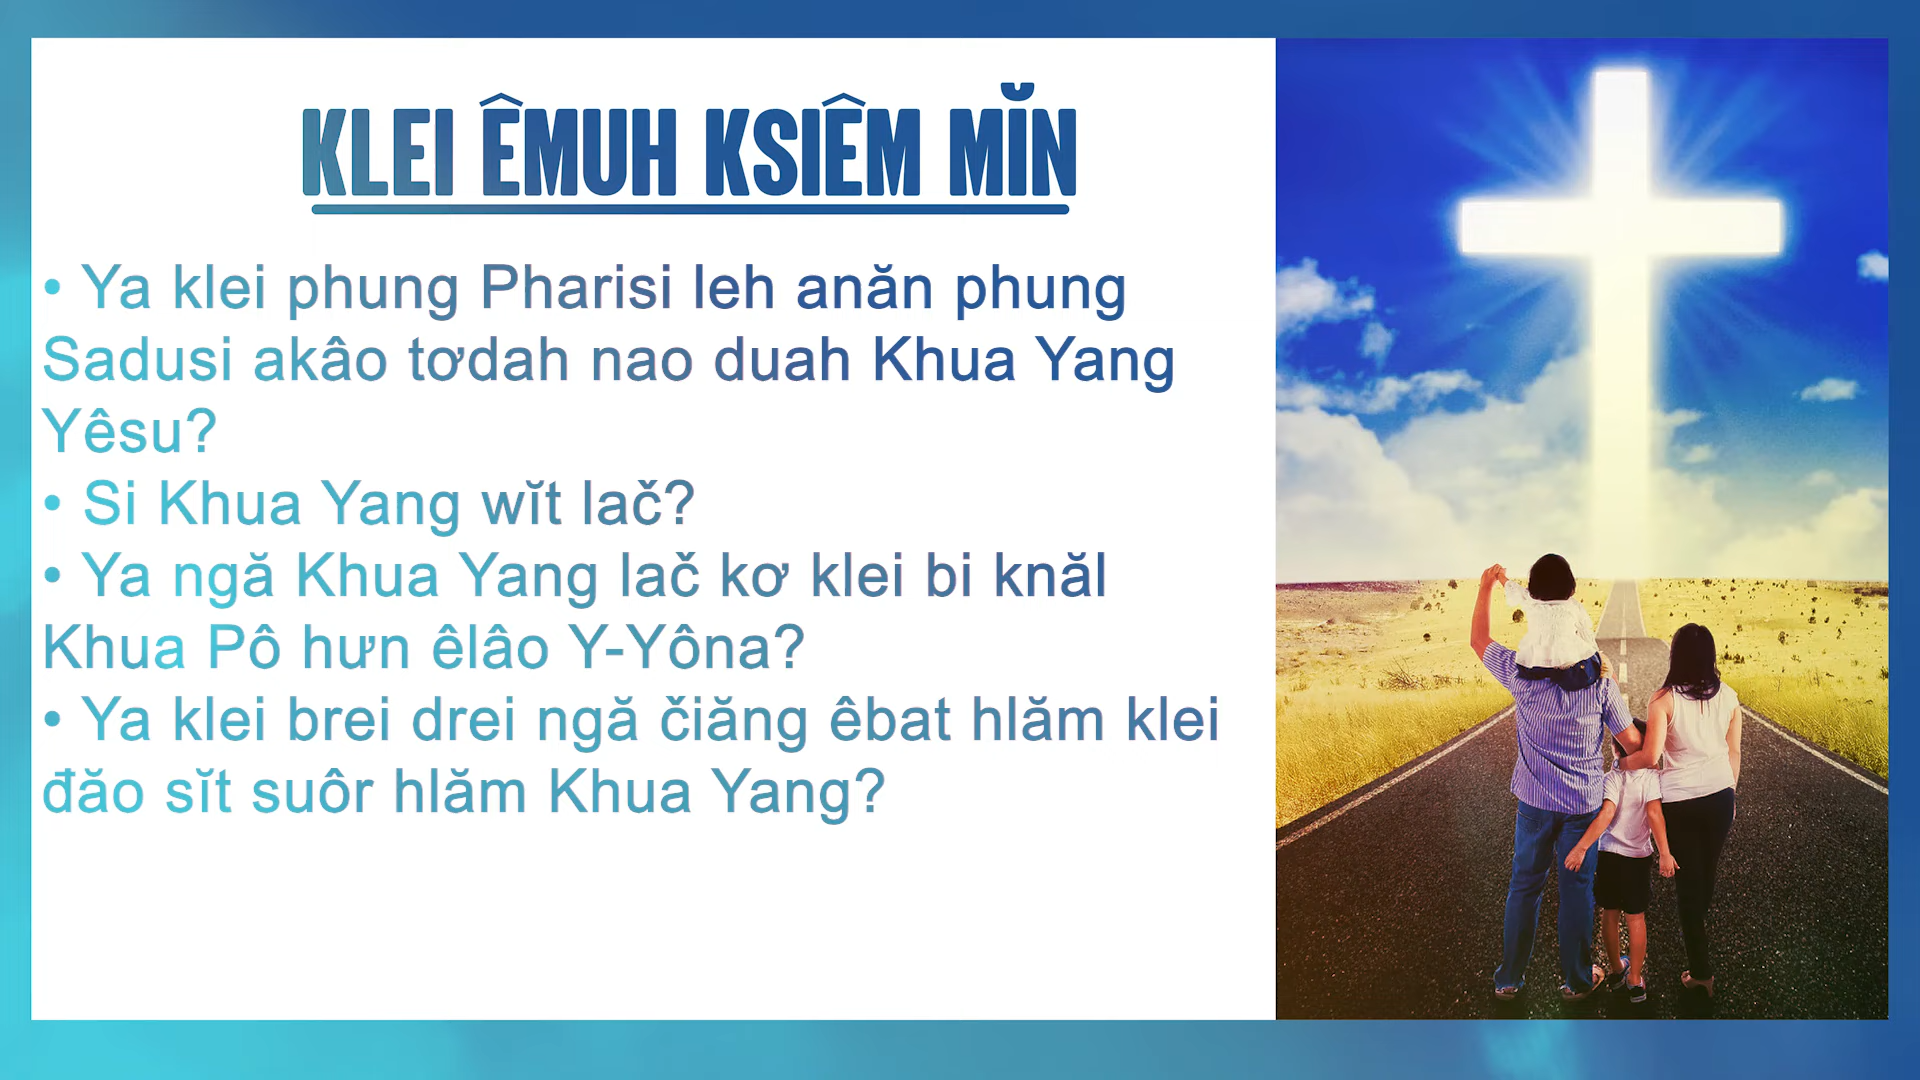 KLEI ÊMUH KSIÊM MĬN
• Ya klei phung Pharisi leh anăn phung
Sadusi akâo tơdah nao duah Khua Yang
Yêsu?
• Si Khua Yang wĭt lač?
• Ya ngă Khua Yang lač kơ klei bi knăl
Khua Pô hưn êlâo Y-Yôna?
• Ya klei brei drei ngă čiăng êbat hlăm klei
đăo sĭt suôr hlăm Khua Yang?